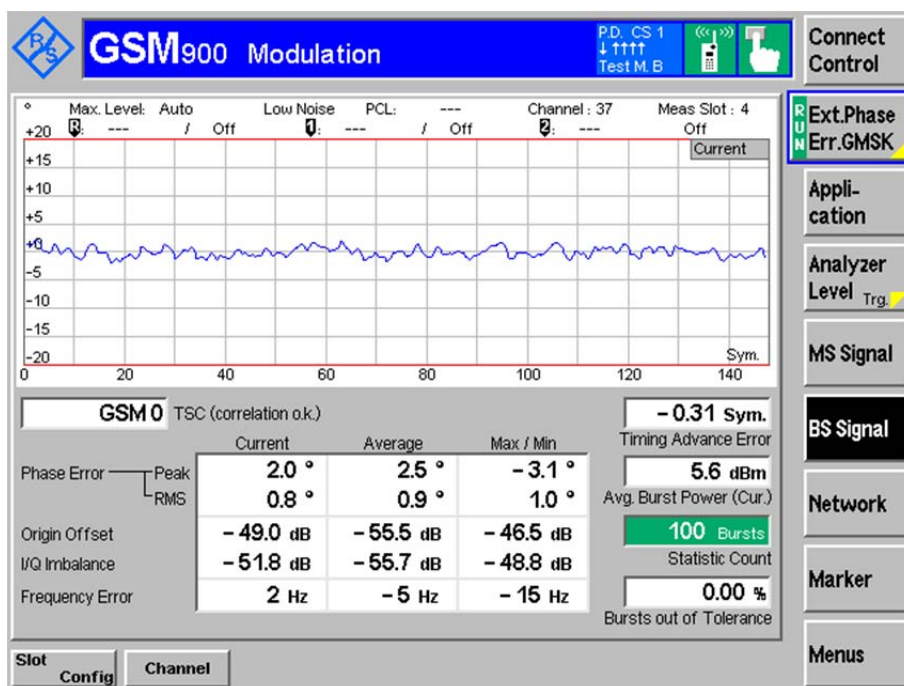 R/S
GSM900 Modulation
P.D. CS 1
↓ ↑↑↑↑
Test M. B
Connect
Control
° Max. Level: Auto Low Noise PCL: --- Channel : 37 Meas Slot : 4
R: --- / Off 1: --- / Off 2: --- Off
Current
+20
+15
+10
+5
+0
-5
-10
-15
-20
Sym.
0 20 40 60 80 100 120 140
RUN
Ext.Phase
Err.GMSK
Appli-
cation
Analyzer
Level Trg.
MS Signal
BS Signal
Network
Marker
Menus
GSM 0 TSC (correlation o.k.)
Current Average Max / Min
Phase Error Peak 2.0 ° 2.5 ° - 3.1 °
RMS 0.8 ° 0.9 ° 1.0 °
Origin Offset - 49.0 dB - 55.5 dB - 46.5 dB
I/Q Imbalance - 51.8 dB - 55.7 dB - 48.8 dB
Frequency Error 2 Hz - 5 Hz - 15 Hz
- 0.31 Sym.
Timing Advance Error
5.6 dBm
Avg. Burst Power (Cur.)
100 Bursts
Statistic Count
0.00 %
Bursts out of Tolerance
Slot
Config
Channel